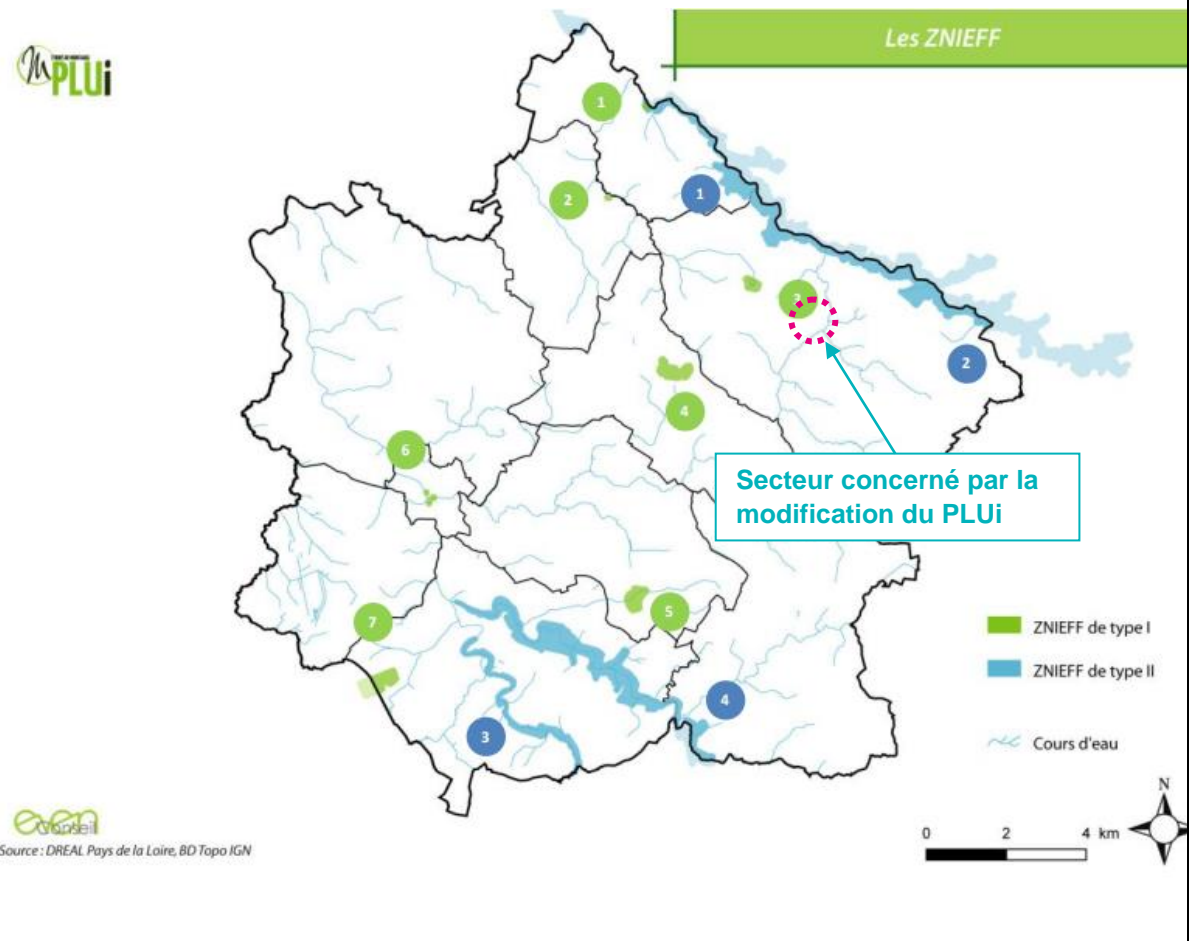 Les ZNIEFF
PLUi
1
2
1
3
2
4
6
Secteur concerné par la
modification du PLUi
5
7
4
3
ZNIEFF de type I
ZNIEFF de type II
Cours d'eau
N
0 2 4 km
even
Conseil
Source : DREAL Pays de la Loire, BD Topo IGN